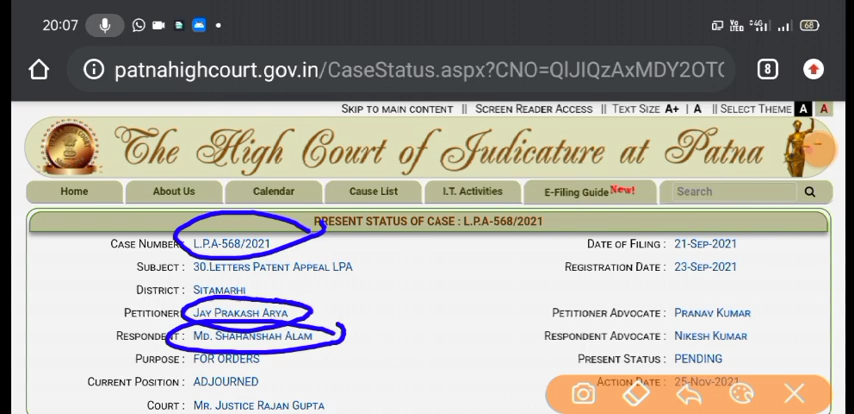 20:07 VoLTE 4G 68
patnahighcourt.gov.in/CaseStatus.aspx?CNO=QlJIQzAxMDY2OTC 8
SKIP TO MAIN CONTENT || SCREEN READER ACCESS || TEXT SIZE A+ | A || SELECT THEME A A
The High Court of Judicature at Patna
Home About Us Calendar Cause List I.T. Activities E-Filing Guide New! Search
PRESENT STATUS OF CASE : L.P.A-568/2021
CASE NUMBER : L.P.A-568/2021 DATE OF FILING : 21-SEP-2021
SUBJECT : 30.LETTERS PATENT APPEAL LPA REGISTRATION DATE : 23-SEP-2021
DISTRICT : SITAMARHI
PETITIONER : JAY PRAKASH ARYA PETITIONER ADVOCATE : PRANAV KUMAR
RESPONDENT : MD. SHAHANSHAH ALAM RESPONDENT ADVOCATE : NIKESH KUMAR
PURPOSE : FOR ORDERS PRESENT STATUS : PENDING
CURRENT POSITION : ADJOURNED ACTION DATE : 25-NOV-2021
COURT : MR. JUSTICE RAJAN GUPTA